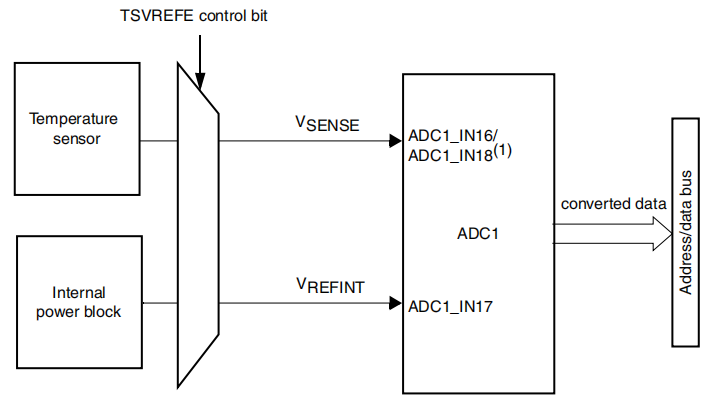 TSVREFE control bit
Temperature
sensor
VSENSE
ADC1_IN16/
ADC1_IN18(1)
converted data
Address/data bus
ADC1
Internal
power block
VREFINT
ADC1_IN17